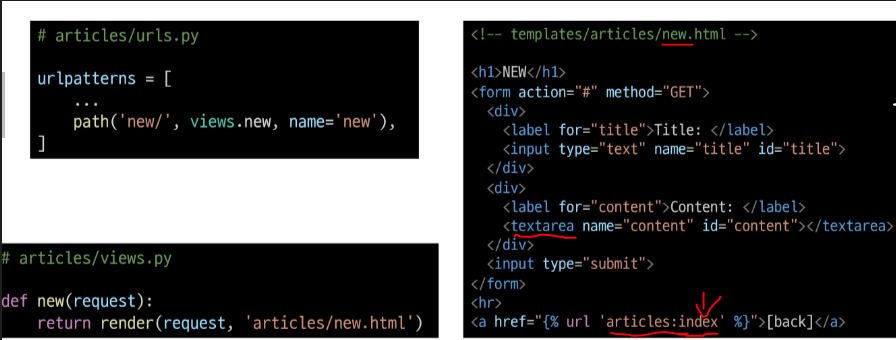 # articles/urls.py
urlpatterns = [
...
path('new/', views.new, name='new'),
]
# articles/views.py
def new(request):
return render(request, 'articles/new.html')
<!-- templates/articles/new.html -->
<h1>NEW</h1>
<form action="#" method="GET">
<div>
<label for="title">Title: </label>
<input type="text" name="title" id="title">
</div>
<div>
<label for="content">Content: </label>
<textarea name="content" id="content"></textarea>
</div>
<input type="submit">
</form>
<hr>
<a href="{% url 'articles:index' %}">[back]</a>